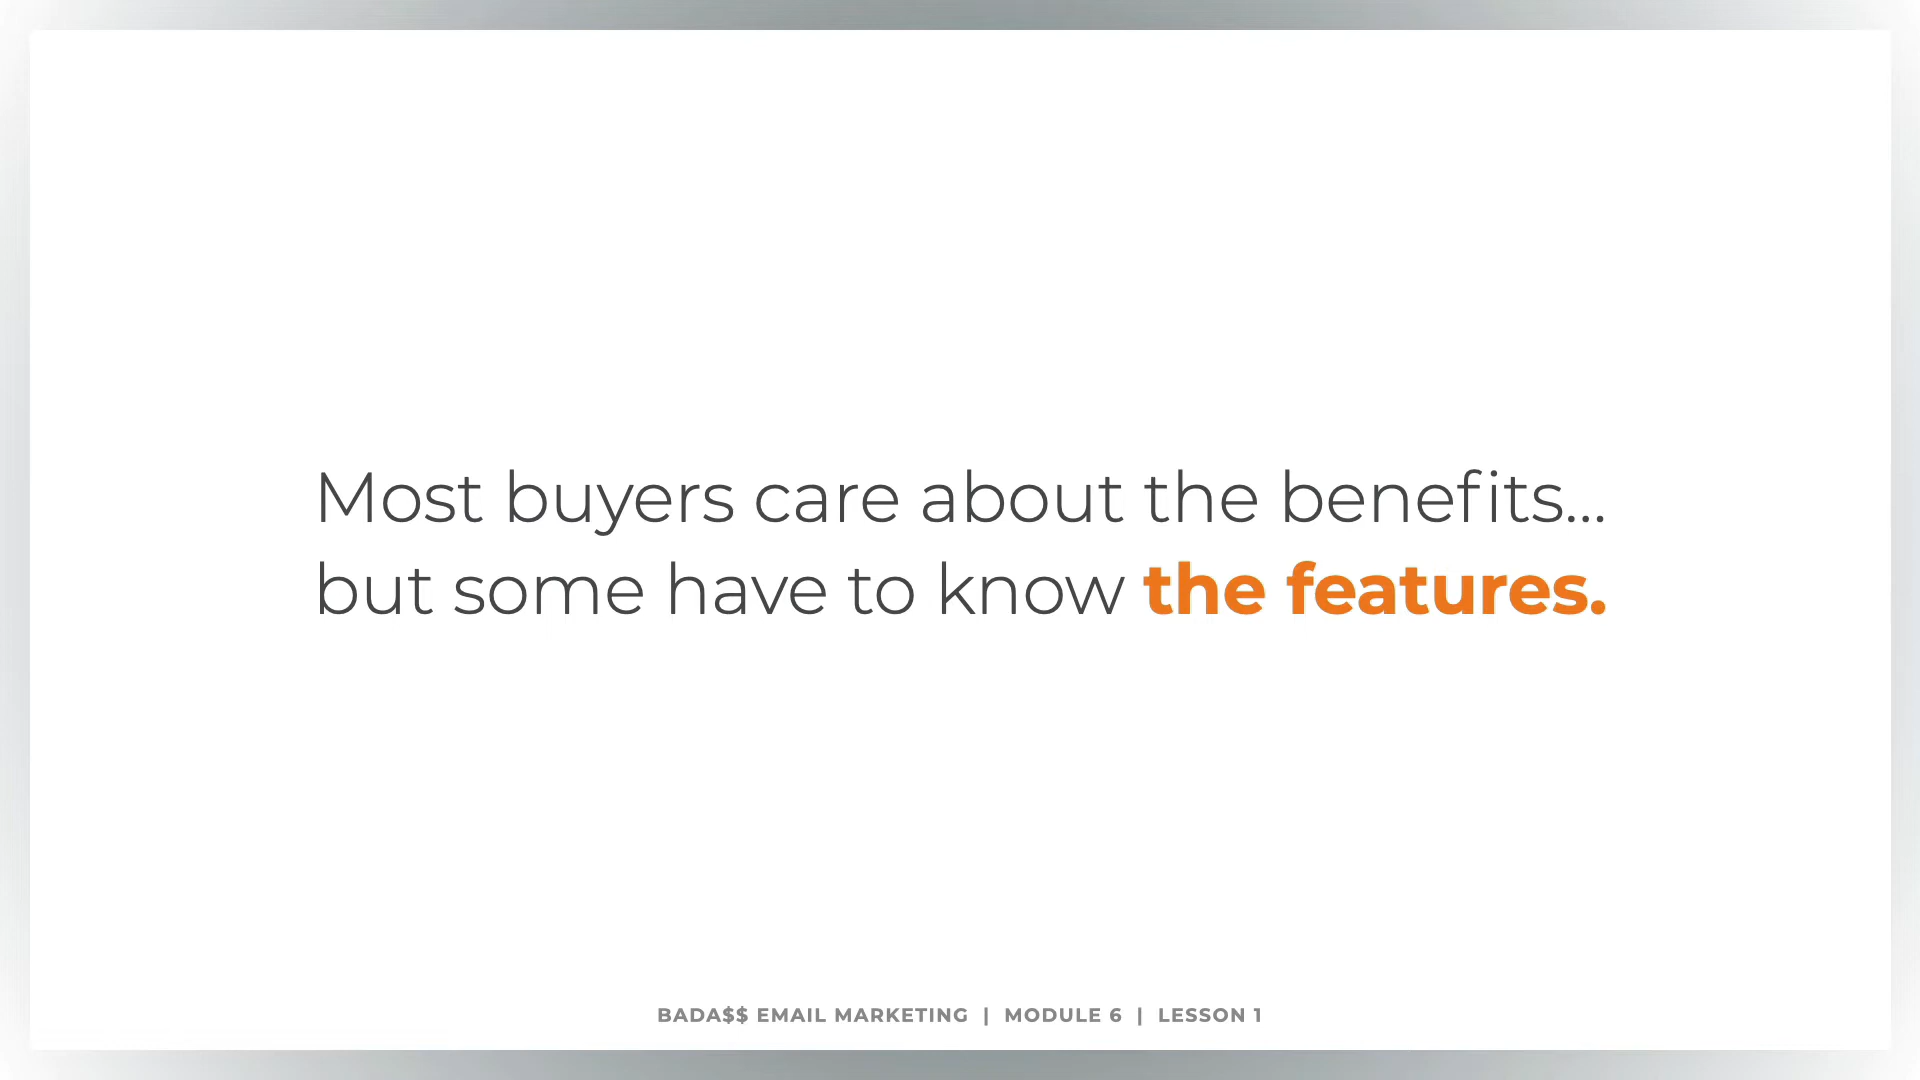 Most buyers care about the benefits...
but some have to know the features.
BADA$$ EMAIL MARKETING | MODULE 6 | LESSON 1